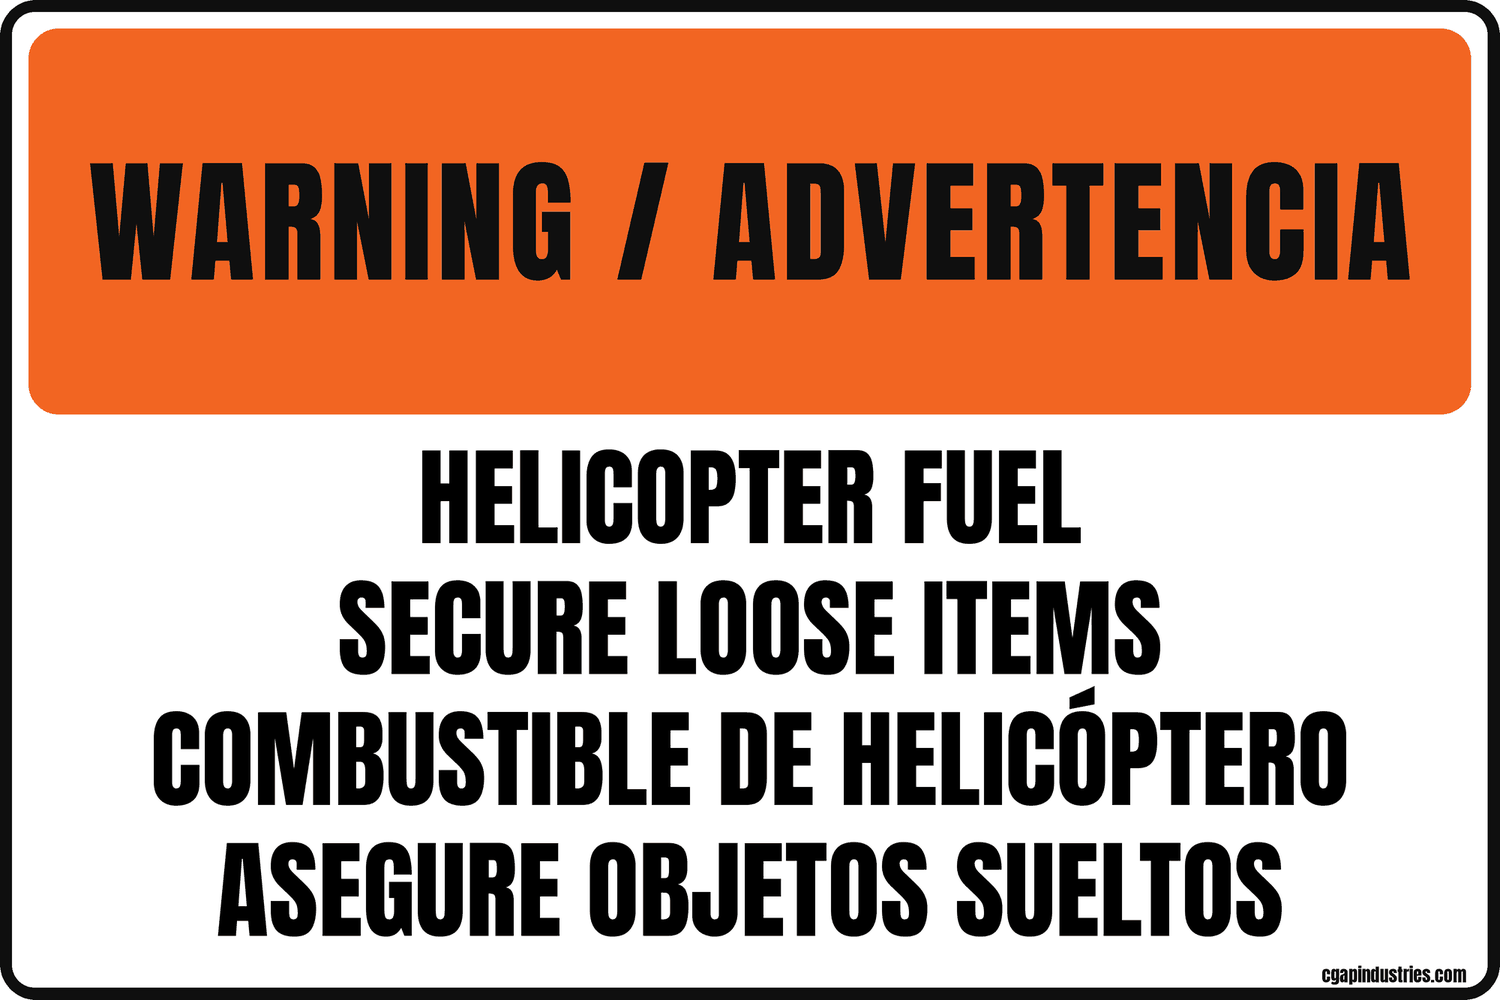 WARNING / ADVERTENCIA
HELICOPTER FUEL
SECURE LOOSE ITEMS
COMBUSTIBLE DE HELICÓPTERO
ASEGURE OBJETOS SUELTOS
cgapindustries.com